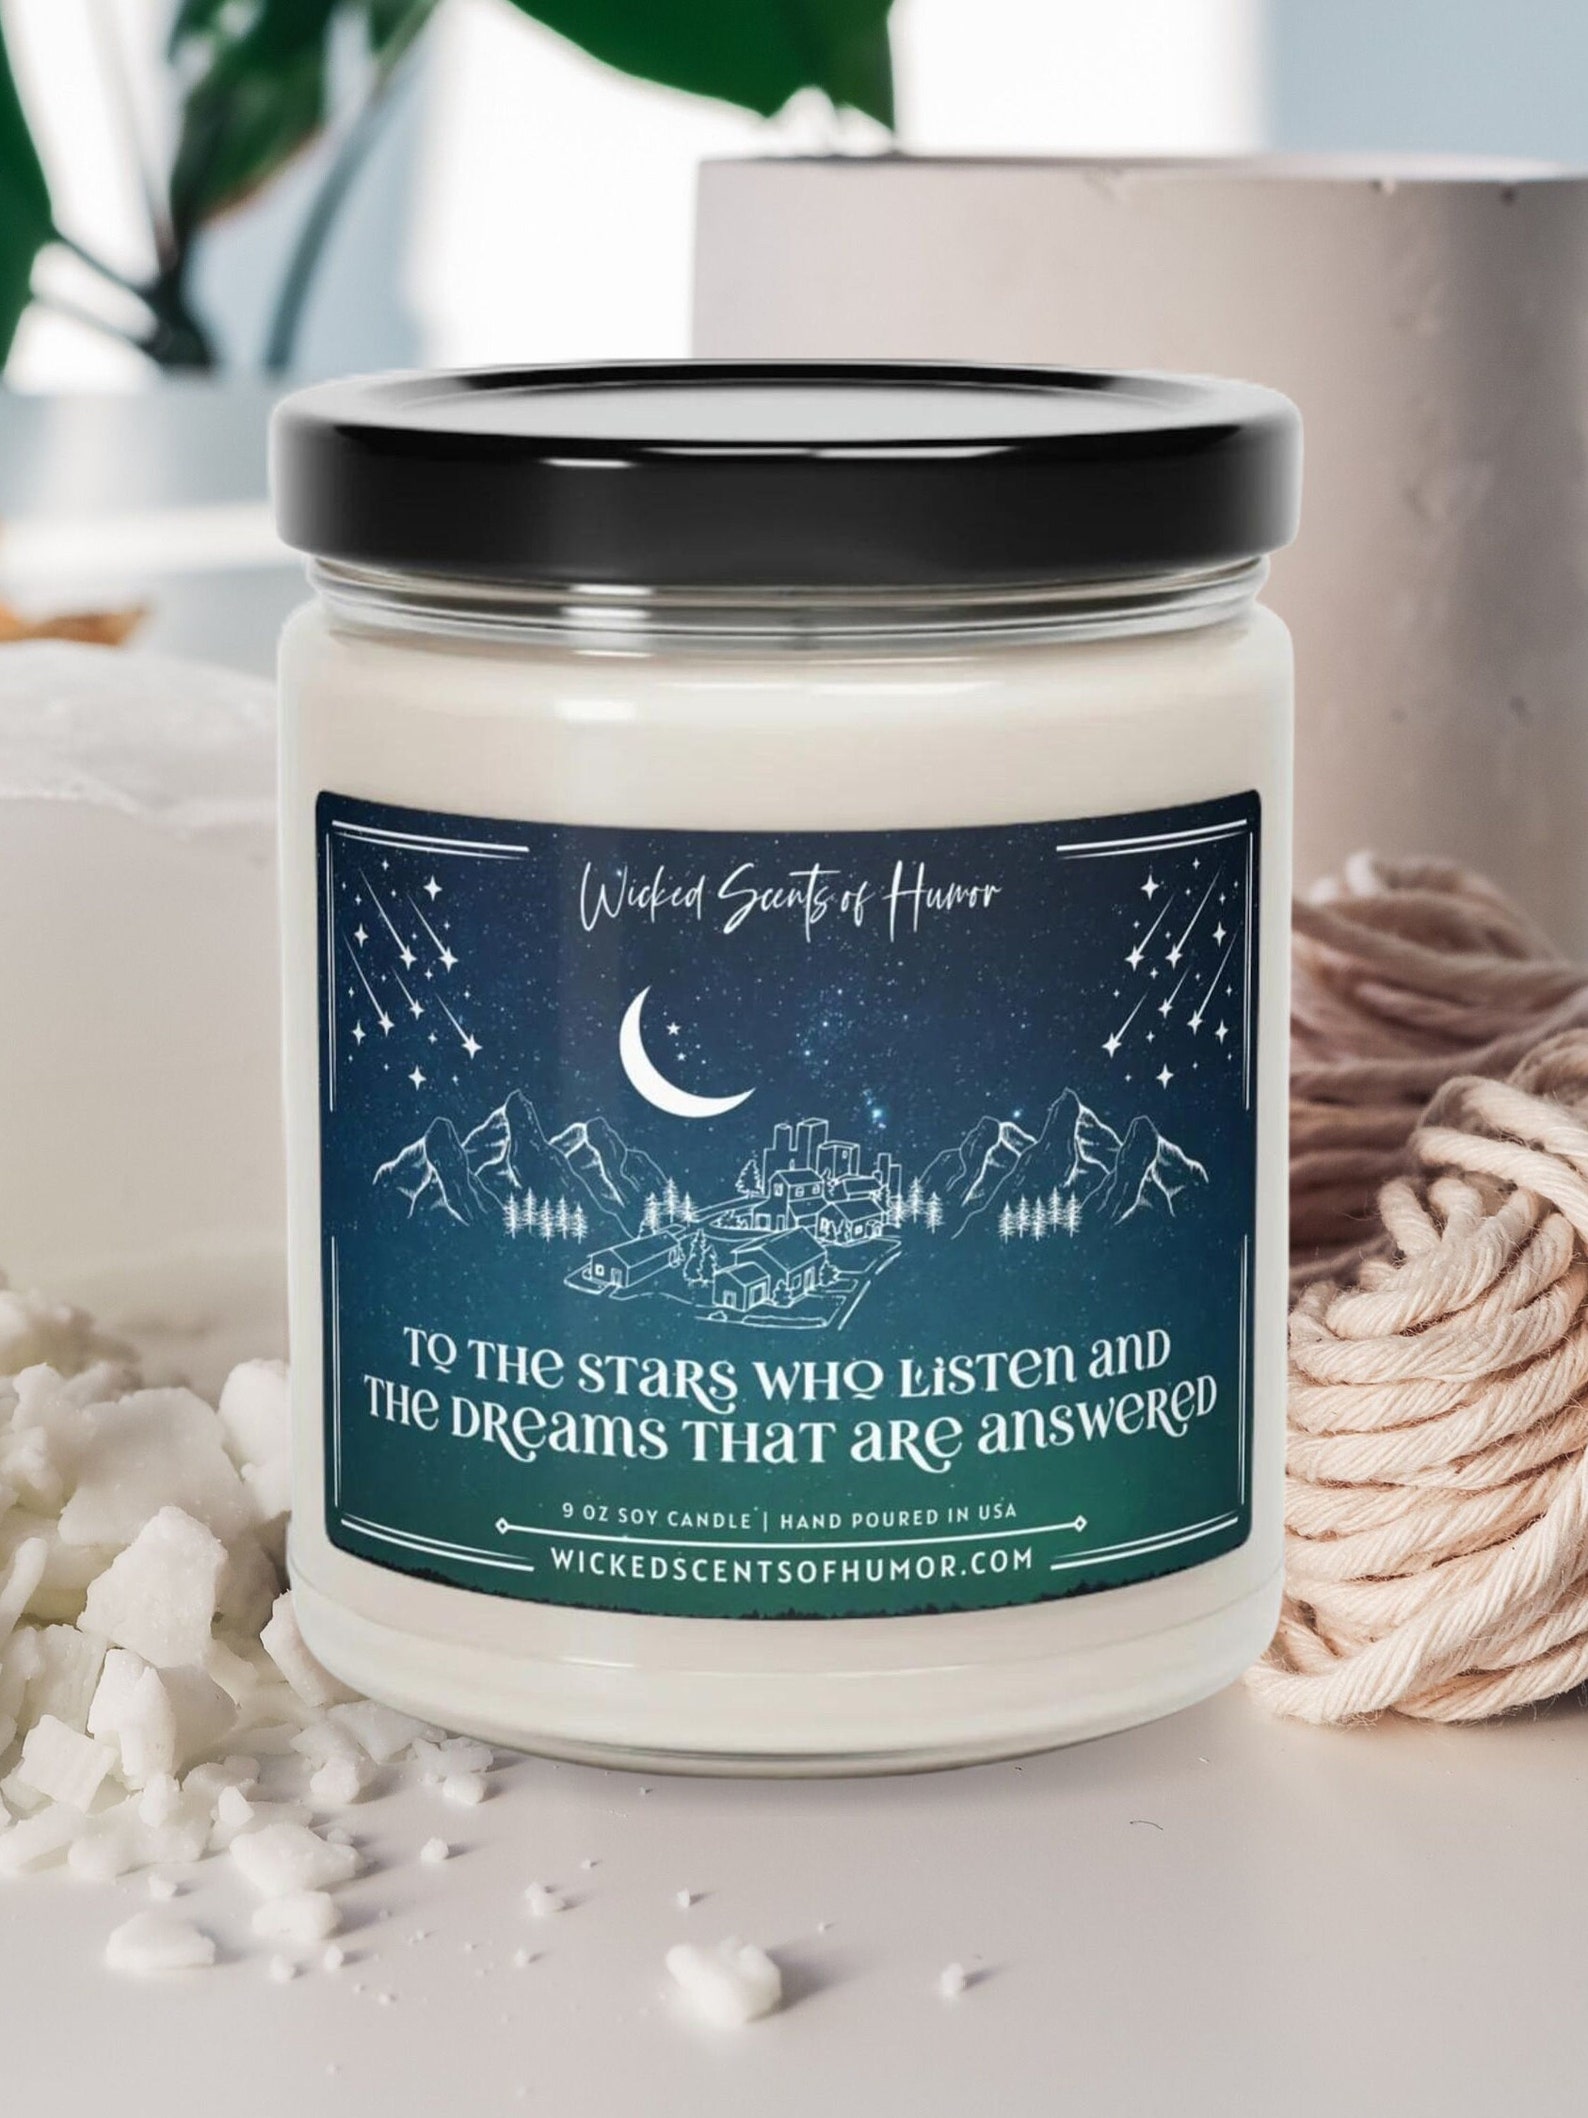 Wicked Scents of Humor
TO THE STARS WHO LISTEN AND
THE DREAMS THAT ARE ANSWERED
9 OZ SOY CANDLE | HAND POURED IN USA
WICKEDSCENTSOFHUMOR.COM